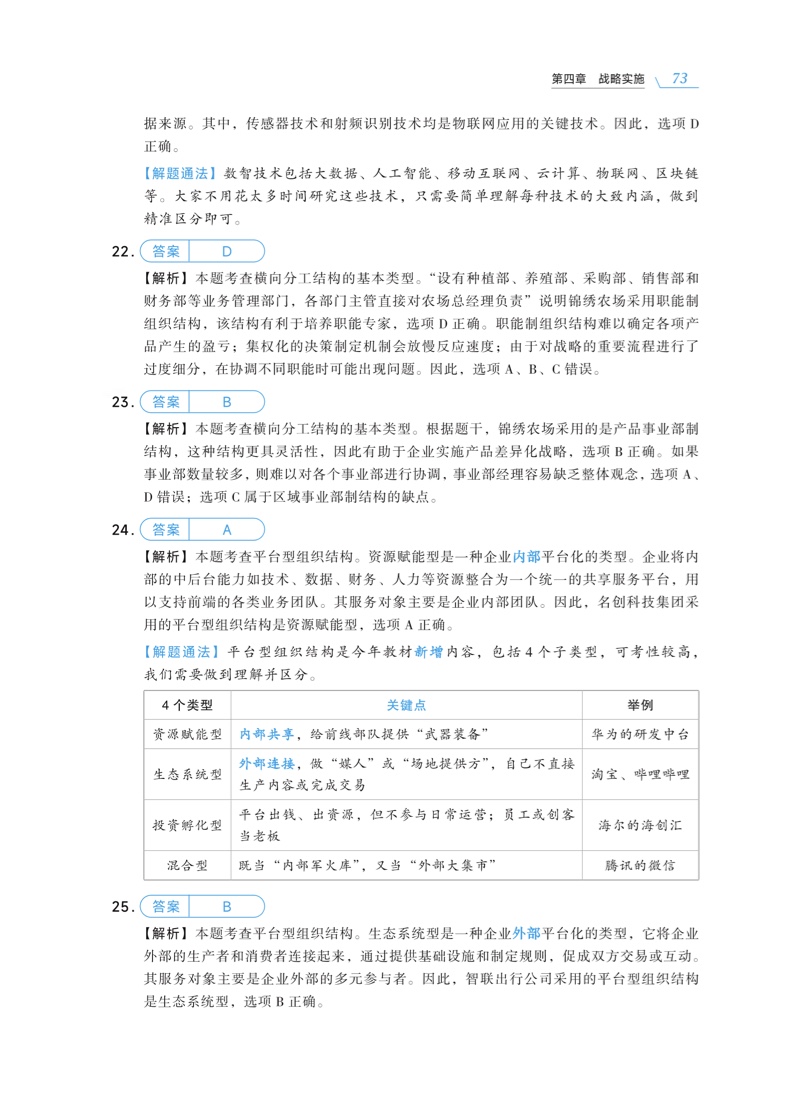 第四章 战略实施 73
据来源。其中，传感器技术和射频识别技术均是物联网应用的关键技术。因此，选项 D
正确。
【解题通法】数智技术包括大数据、人工智能、移动互联网、云计算、物联网、区块链
等。大家不用花太多时间研究这些技术，只需要简单理解每种技术的大致内涵，做到
精准区分即可。
22. 答案 D
【解析】本题考查横向分工结构的基本类型。“设有种植部、养殖部、采购部、销售部和
财务部等业务管理部门，各部门主管直接对农场总经理负责”说明锦绣农场采用职能制
组织结构，该结构有利于培养职能专家，选项 D 正确。职能制组织结构难以确定各项产
品产生的盈亏；集权化的决策制定机制会放慢反应速度；由于对战略的重要流程进行了
过度细分，在协调不同职能时可能出现问题。因此，选项 A、B、C 错误。
23. 答案 B
【解析】本题考查横向分工结构的基本类型。根据题干，锦绣农场采用的是产品事业部制
结构，这种结构更具灵活性，因此有助于企业实施产品差异化战略，选项 B 正确。如果
事业部数量较多，则难以对各个事业部进行协调，事业部经理容易缺乏整体观念，选项 A、
D 错误；选项 C 属于区域事业部制结构的缺点。
24. 答案 A
【解析】本题考查平台型组织结构。资源赋能型是一种企业内部平台化的类型。企业将内
部的中后台能力如技术、数据、财务、人力等资源整合为一个统一的共享服务平台，用
以支持前端的各类业务团队。其服务对象主要是企业内部团队。因此，名创科技集团采
用的平台型组织结构是资源赋能型，选项 A 正确。
【解题通法】平台型组织结构是今年教材新增内容，包括 4 个子类型，可考性较高，
我们需要做到理解并区分。
4 个类型 关键点 举例
资源赋能型 内部共享，给前线部队提供“武器装备” 华为的研发中台
生态系统型 外部连接，做“媒人”或“场地提供方”，自己不直接
生产内容或完成交易 淘宝、哔哩哔哩
投资孵化型 平台出钱、出资源，但不参与日常运营；员工或创客
当老板 海尔的海创汇
混合型 既当“内部军火库”，又当“外部大集市” 腾讯的微信
25. 答案 B
【解析】本题考查平台型组织结构。生态系统型是一种企业外部平台化的类型，它将企业
外部的生产者和消费者连接起来，通过提供基础设施和制定规则，促成双方交易或互动。
其服务对象主要是企业外部的多元参与者。因此，智联出行公司采用的平台型组织结构
是生态系统型，选项 B 正确。